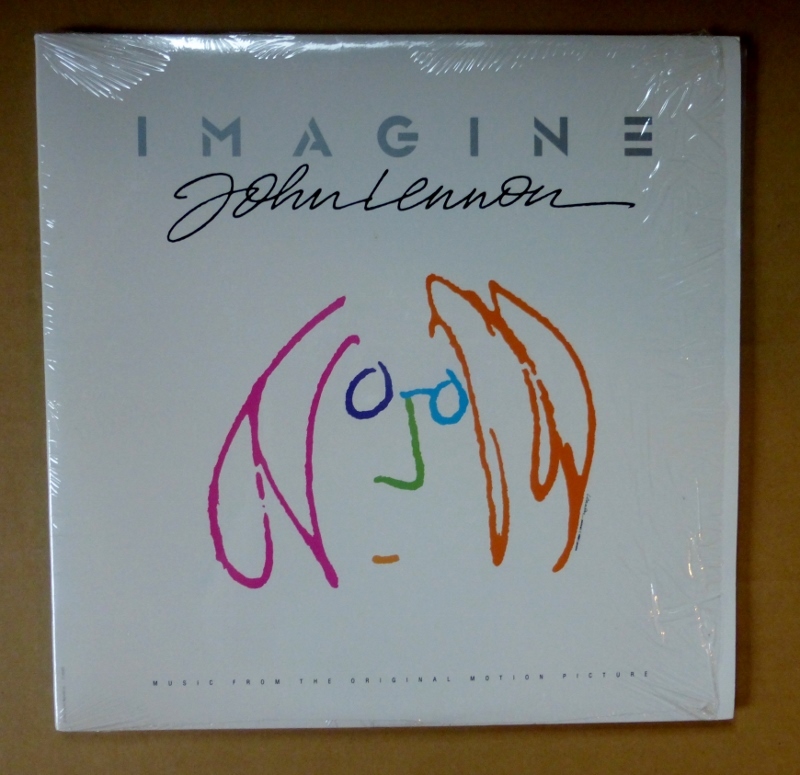 IMAGINE
John Lennon
MUSIC FROM THE ORIGINAL MOTION PICTURE